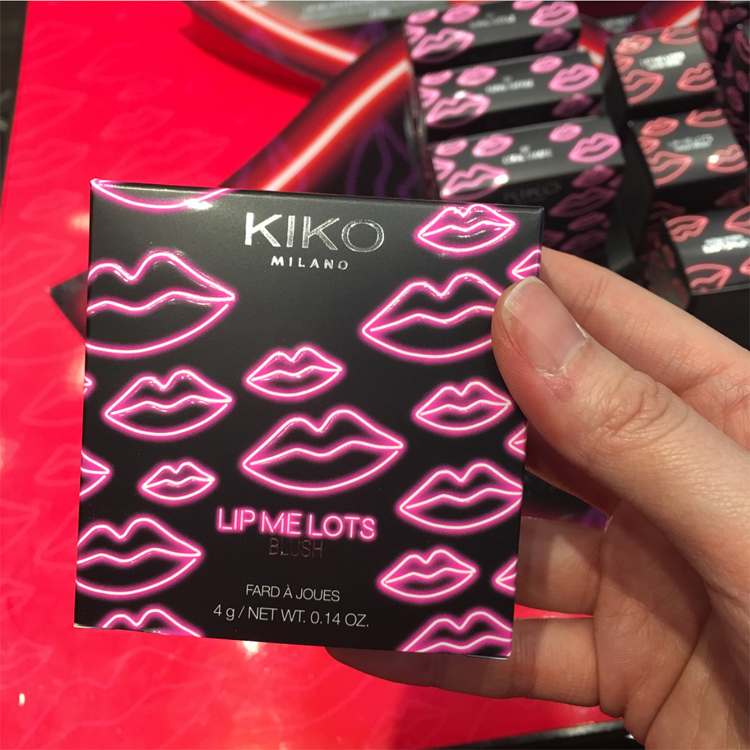 KIKO
MILANO
LIP ME LOTS
BLUSH
FARD À JOUES
4 g / NET WT. 0.14 OZ.